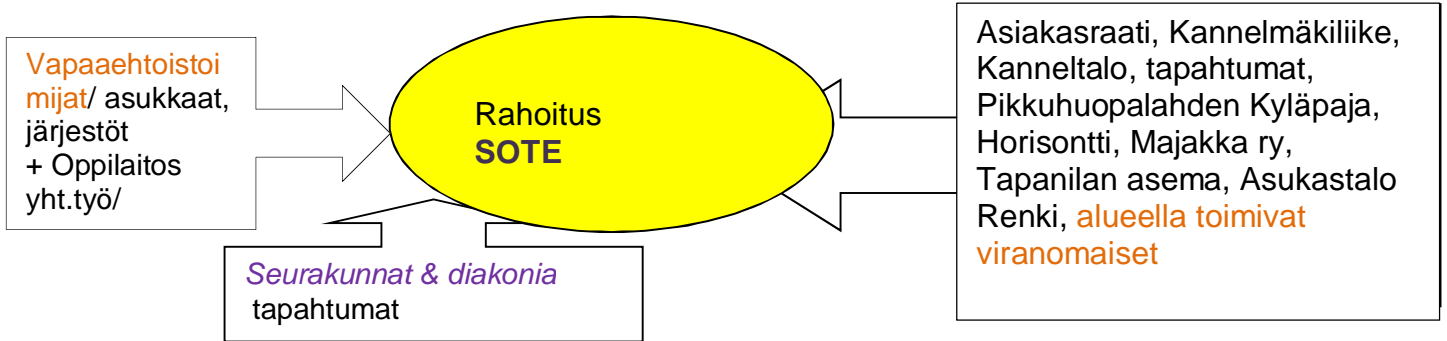 Vapaaehtoistoi
mijat/ asukkaat,
järjestöt
+ Oppilaitos
yht.työ/
Rahoitus
SOTE
Asiakasraati, Kannelmäkiliike,
Kanneltalo, tapahtumat,
Pikkuhuopalahden Kyläpaja,
Horisontti, Majakka ry,
Tapanilan asema, Asukastalo
Renki, alueella toimivat
viranomaiset
Seurakunnat & diakonia
tapahtumat